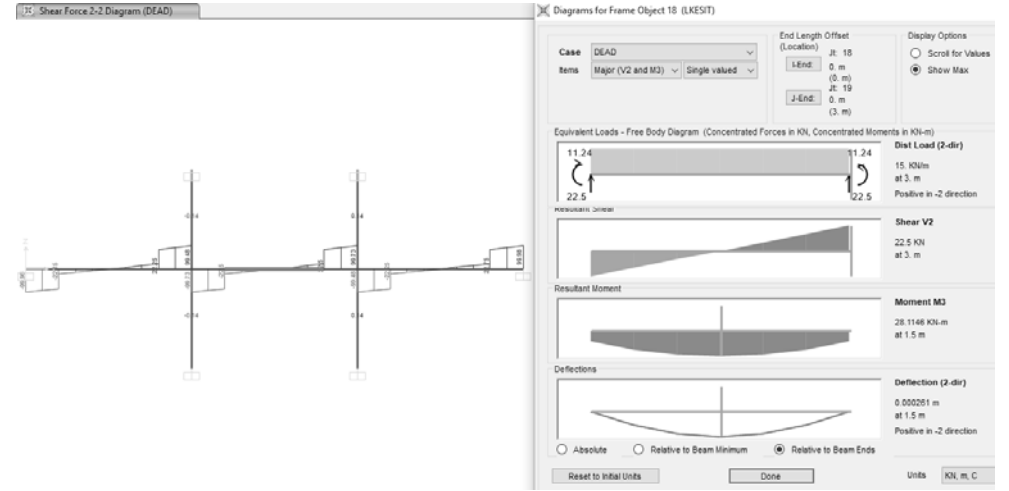 Shear Force 2-2 Diagram (DEAD)
Diagrams for Frame Object 18 (LKESIT)
Case DEAD
Items Major (V2 and M3) Single valued
End Length Offset
(Location)
Jt: 18
I-End: 0. m
(0. m)
Jt: 19
J-End: 0. m
(3. m)
Display Options
Scroll for Values
Show Max
Equivalent Loads - Free Body Diagram (Concentrated Forces in KN, Concentrated Moments in KN-m)
11.24 11.24
22.5 22.5
Dist Load (2-dir)
15. KN/m
at 3. m
Positive in -2 direction
Resultant Shear
Shear V2
22.5 KN
at 3. m
Resultant Moment
Moment M3
28.1146 KN-m
at 1.5 m
Deflections
Deflection (2-dir)
0.000261 m
at 1.5 m
Positive in -2 direction
Absolute Relative to Beam Minimum Relative to Beam Ends
Reset to Initial Units Done Units KN, m, C